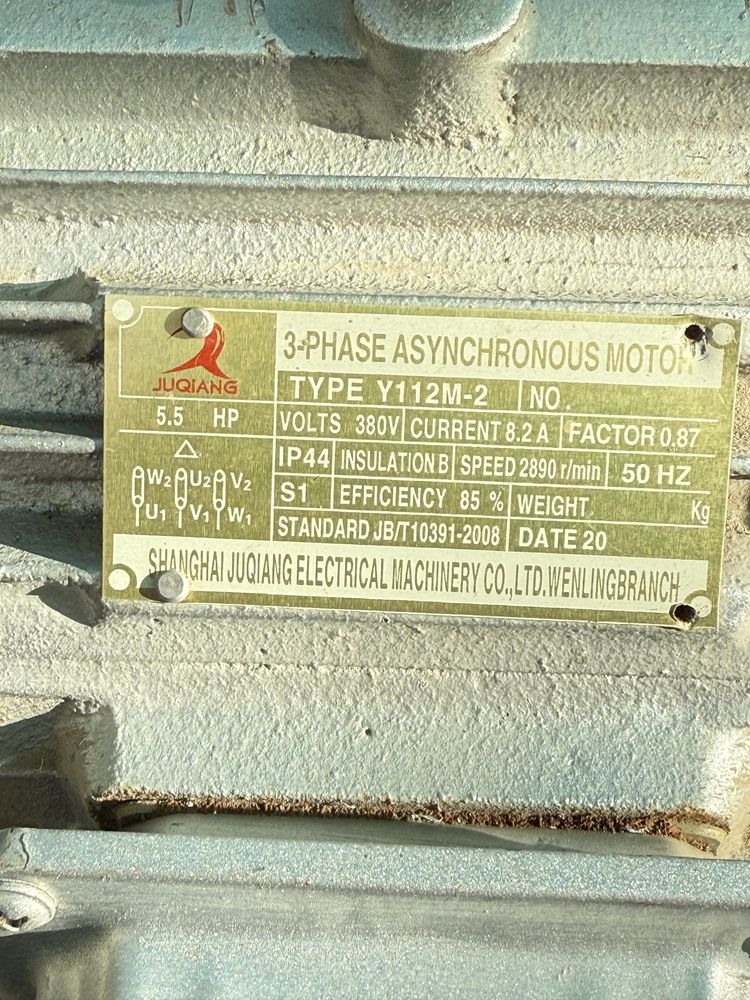 JUQIANG
3-PHASE ASYNCHRONOUS MOTOR
TYPE Y112M-2 NO.
5.5 HP
VOLTS 380V CURRENT 8.2 A FACTOR 0.87
IP44 INSULATION B SPEED 2890 r/min 50 HZ
△
W2 U2 V2
U1 V1 W1
S1 EFFICIENCY 85 % WEIGHT Kg
STANDARD JB/T10391-2008 DATE 20
SHANGHAI JUQIANG ELECTRICAL MACHINERY CO.,LTD.WENLINGBRANCH